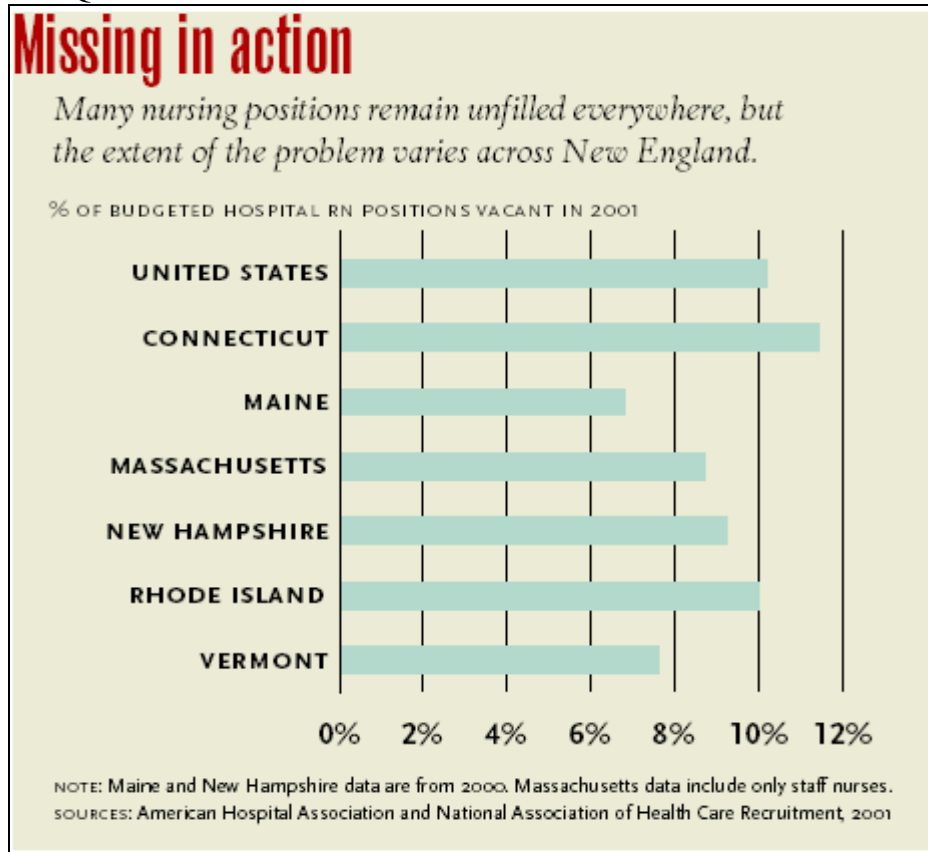 Missing in action
Many nursing positions remain unfilled everywhere, but
the extent of the problem varies across New England.
% OF BUDGETED HOSPITAL RN POSITIONS VACANT IN 2001
UNITED STATES
CONNECTICUT
MAINE
MASSACHUSETTS
NEW HAMPSHIRE
RHODE ISLAND
VERMONT
0% 2% 4% 6% 8% 10% 12%
NOTE: Maine and New Hampshire data are from 2000. Massachusetts data include only staff nurses.
SOURCES: American Hospital Association and National Association of Health Care Recruitment, 2001